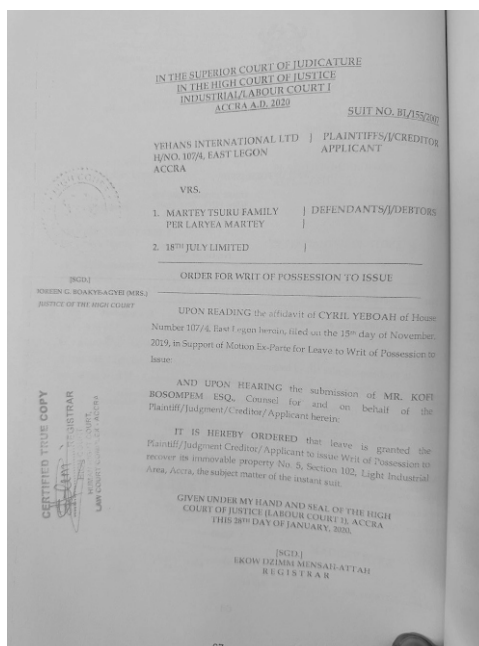 IN THE SUPERIOR COURT OF JUDICATURE
IN THE HIGH COURT OF JUSTICE
INDUSTRIAL/LABOUR COURT I
ACCRA A.D. 2020
SUIT NO. BL/155/2007
YEHANS INTERNATIONAL LTD ] PLAINTIFFS/J/CREDITOR
H/NO. 107/4, EAST LEGON APPLICANT
ACCRA
VRS.
1. MARTEY TSURU FAMILY ] DEFENDANTS/J/DEBTORS
PER LARYEA MARTEY ]
2. 18TH JULY LIMITED ]
[SGD.]
BOAKYE-AGYEI (MRS.)
JUSTICE OF THE HIGH COURT
ORDER FOR WRIT OF POSSESSION TO ISSUE
UPON READING the affidavit of CYRIL YEBOAH of House
Number 107/4, East Legon herein, filed on the 15th day of November,
2019, in Support of Motion Ex-Parte for Leave to Writ of Possession to
Issue:
AND UPON HEARING the submission of MR. KOFI
BOSOMPEM ESQ., Counsel for and on behalf of the
Plaintiff/Judgment/Creditor/Applicant herein:
IT IS HEREBY ORDERED that leave is granted the
Plaintiff/Judgment Creditor/Applicant to issue Writ of Possession to
recover its immovable property No. 5, Section 102, Light Industrial
Area, Accra, the subject matter of the instant suit.
GIVEN UNDER MY HAND AND SEAL OF THE HIGH
COURT OF JUSTICE (LABOUR COURT 1), ACCRA
THIS 28TH DAY OF JANUARY, 2020.
[SGD.]
EKOW DZIMM MENSAH-ATTAH
REGISTRAR
CERTIFIED TRUE COPY
REGISTRAR
LAW COURT ACCRA